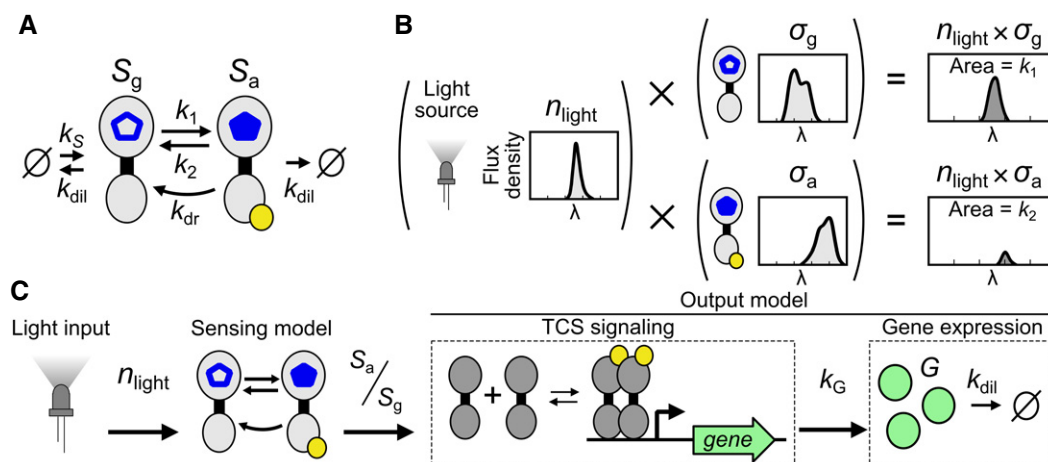 A
S_g
S_a
k_1
k_2
k_S
k_dil
k_dr
k_dil
∅
∅
B
Light source
n_light
Flux density
λ
×
σ_g
λ
=
n_light × σ_g
Area = k_1
λ
×
σ_a
λ
=
n_light × σ_a
Area = k_2
λ
C
Light input
n_light
Sensing model
S_a/S_g
Output model
TCS signaling
+
gene
k_G
Gene expression
G
k_dil
∅